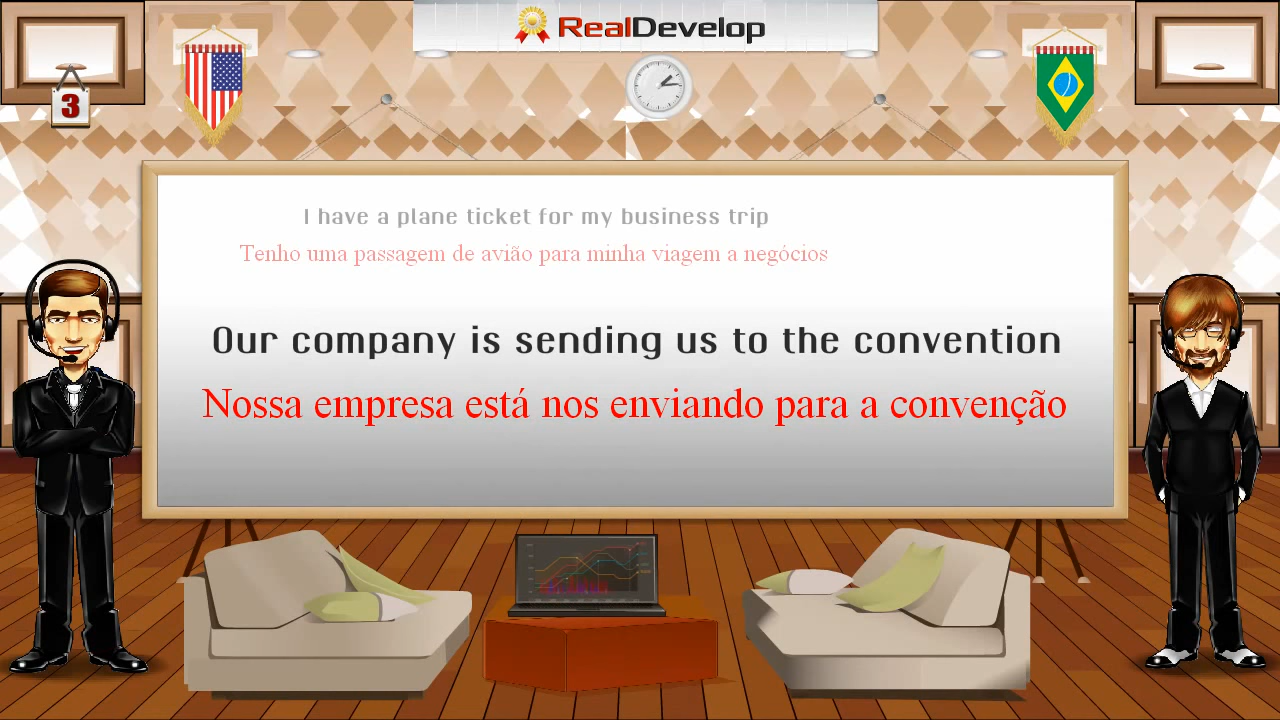 RealDevelop
3
I have a plane ticket for my business trip
Tenho uma passagem de avião para minha viagem a negócios
Our company is sending us to the convention
Nossa empresa está nos enviando para a convenção